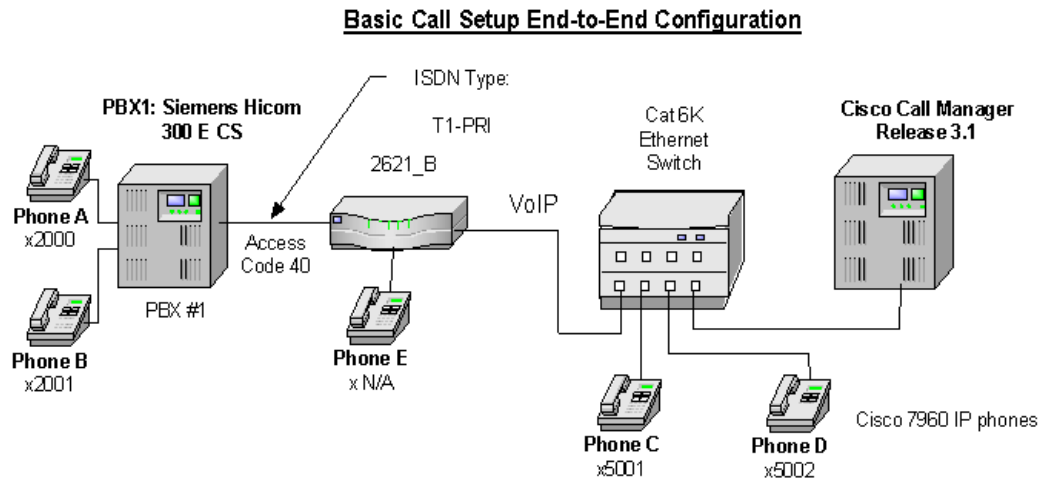 Basic Call Setup End-to-End Configuration
ISDN Type:
T1-PRI
PBX1: Siemens Hicom
300 E CS
2621_B
Cat 6K
Ethernet
Switch
Cisco Call Manager
Release 3.1
Phone A
x2000
VoIP
Access
Code 40
PBX #1
Phone B
x2001
Phone E
x N/A
Phone C
x5001
Phone D
x5002
Cisco 7960 IP phones